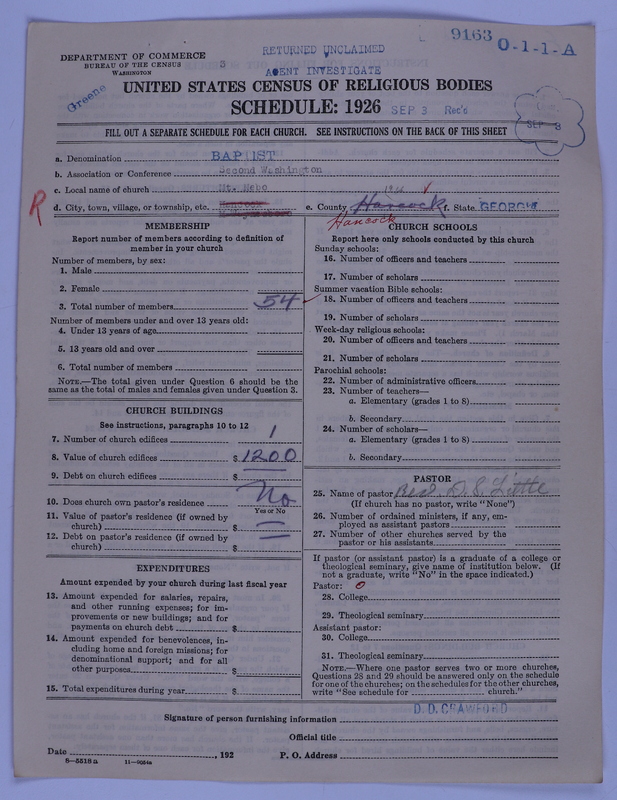 9163 O-1-1-A
RETURNED UNCLAIMED
DEPARTMENT OF COMMERCE
BUREAU OF THE CENSUS
WASHINGTON
AGENT INVESTIGATE
Greene
UNITED STATES CENSUS OF RELIGIOUS BODIES
SCHEDULE: 1926 SEP 3 Rec'd
SEP 3
FILL OUT A SEPARATE SCHEDULE FOR EACH CHURCH. SEE INSTRUCTIONS ON THE BACK OF THIS SHEET
a. Denomination BAPTIST
b. Association or Conference Second Washington
c. Local name of church Mt. Nebo
R d. City, town, village, or township, etc. e. County Hancock f. State GEORGIA
Hancock
MEMBERSHIP
Report number of members according to definition of
member in your church
Number of members, by sex:
1. Male
2. Female
3. Total number of members 54
Number of members under and over 13 years old:
4. Under 13 years of age
5. 13 years old and over
6. Total number of members
NOTE.—The total given under Question 6 should be the
same as the total of males and females given under Question 3.
CHURCH BUILDINGS
See instructions, paragraphs 10 to 12
7. Number of church edifices 1
8. Value of church edifices $ 1200
9. Debt on church edifices $
10. Does church own pastor's residence No
Yes or No
11. Value of pastor's residence (if owned by
church) $
12. Debt on pastor's residence (if owned by
church) $
EXPENDITURES
Amount expended by your church during last fiscal year
13. Amount expended for salaries, repairs,
and other running expenses; for im-
provements or new buildings; and for
payments on church debt $
14. Amount expended for benevolences, in-
cluding home and foreign missions; for
denominational support; and for all
other purposes $
15. Total expenditures during year $
CHURCH SCHOOLS
Report here only schools conducted by this church
Sunday schools:
16. Number of officers and teachers
17. Number of scholars
Summer vacation Bible schools:
18. Number of officers and teachers
19. Number of scholars
Week-day religious schools:
20. Number of officers and teachers
21. Number of scholars
Parochial schools:
22. Number of administrative officers
23. Number of teachers—
a. Elementary (grades 1 to 8)
b. Secondary
24. Number of scholars—
a. Elementary (grades 1 to 8)
b. Secondary
PASTOR
25. Name of pastor Rev. D. S. Little
(If church has no pastor, write "None")
26. Number of ordained ministers, if any, em-
ployed as assistant pastors
27. Number of other churches served by the
pastor or his assistants
If pastor (or assistant pastor) is a graduate of a college or
theological seminary, give name of institution below. (If
not a graduate, write "No" in the space indicated.)
Pastor: 0
28. College
29. Theological seminary
Assistant pastor:
30. College
31. Theological seminary
NOTE.—Where one pastor serves two or more churches,
Questions 28 and 29 should be answered only on the schedule
for one of the churches; on the schedules for the other churches,
write "See schedule for church."
D. D. CRAWFORD
Signature of person furnishing information
Official title
Date , 192 P. O. Address
8—5518 a 11—9054a